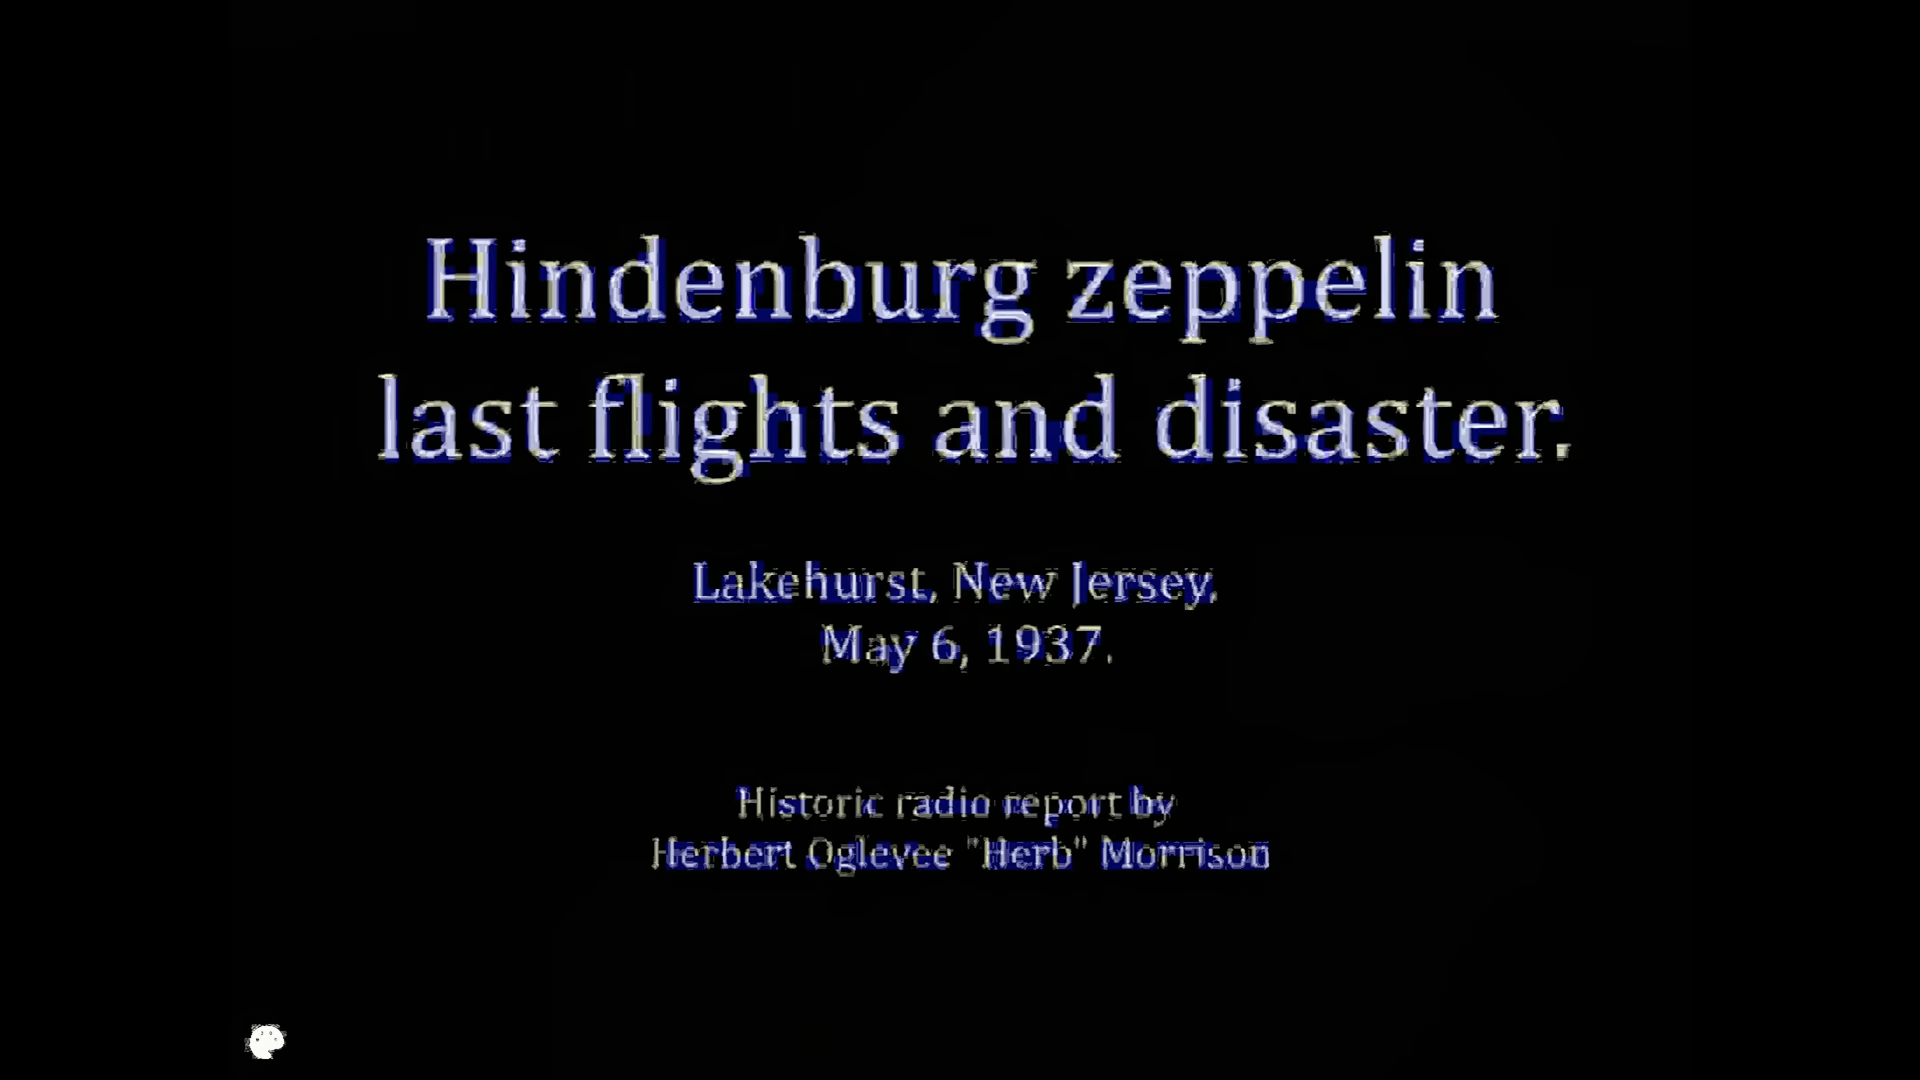 Hindenburg zeppelin
last flights and disaster.
Lakehurst, New Jersey,
May 6, 1937.
Historic radio report by
Herbert Oglevee "Herb" Morrison